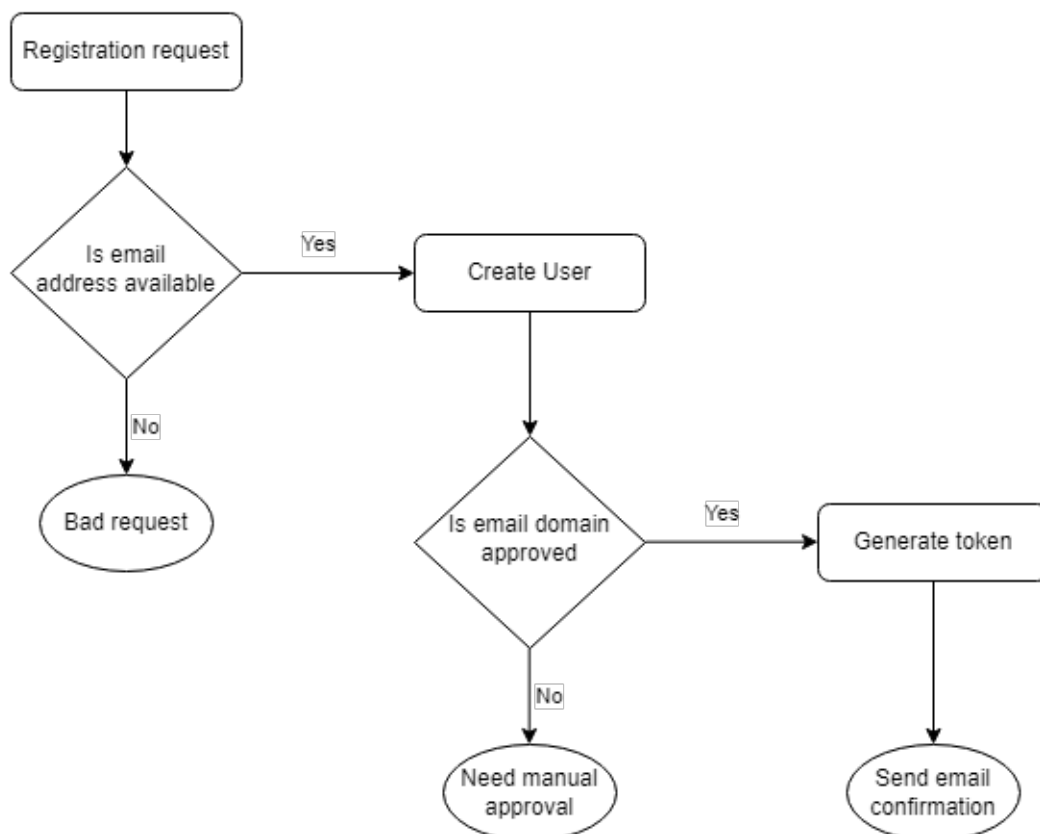 Registration request
Is email
address available
Yes
Create User
No
Bad request
Is email domain
approved
Yes
Generate token
No
Need manual
approval
Send email
confirmation